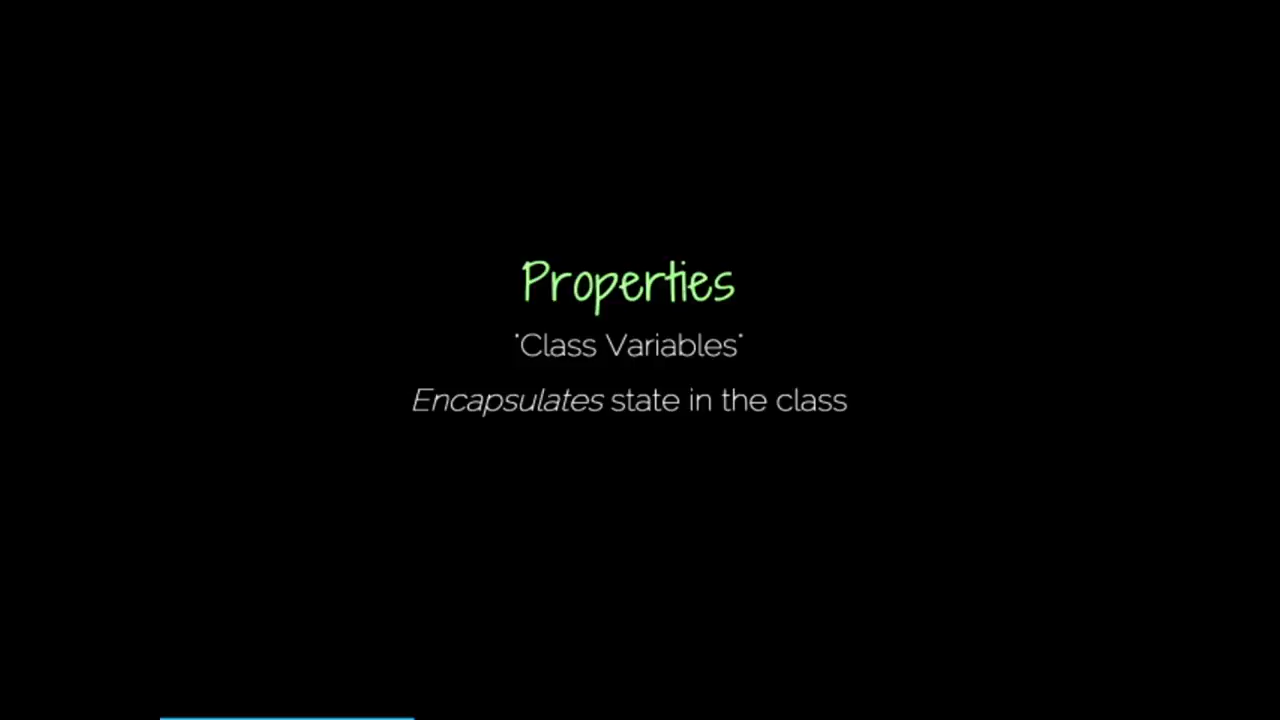 Properties
"Class Variables"
Encapsulates state in the class